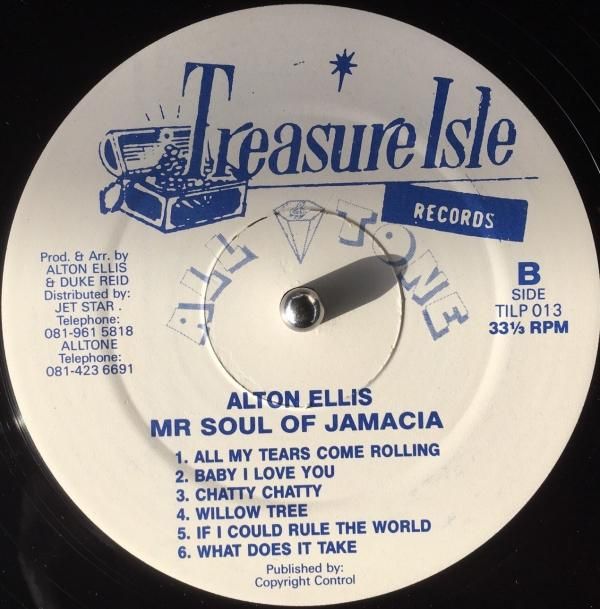 Treasure Isle
RECORDS
ALL TONE
Prod. & Arr. by
ALTON ELLIS
& DUKE REID
Distributed by:
JET STAR .
Telephone:
081-961 5818
ALLTONE
Telephone:
081-423 6691
B
SIDE
TILP 013
33⅓ RPM
ALTON ELLIS
MR SOUL OF JAMACIA
1. ALL MY TEARS COME ROLLING
2. BABY I LOVE YOU
3. CHATTY CHATTY
4. WILLOW TREE
5. IF I COULD RULE THE WORLD
6. WHAT DOES IT TAKE
Published by:
Copyright Control